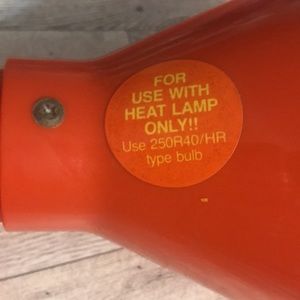 FOR
USE WITH
HEAT LAMP
ONLY!!
Use 250R40/HR
type bulb